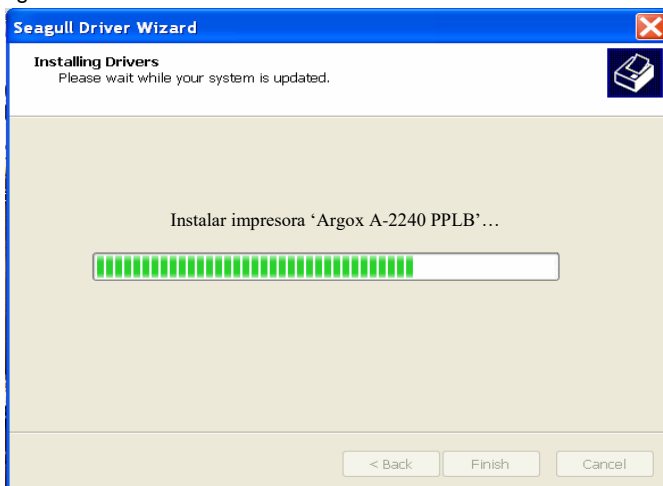 Seagull Driver Wizard
Installing Drivers
Please wait while your system is updated.
Instalar impresora ‘Argox A-2240 PPLB’…
< Back
Finish
Cancel